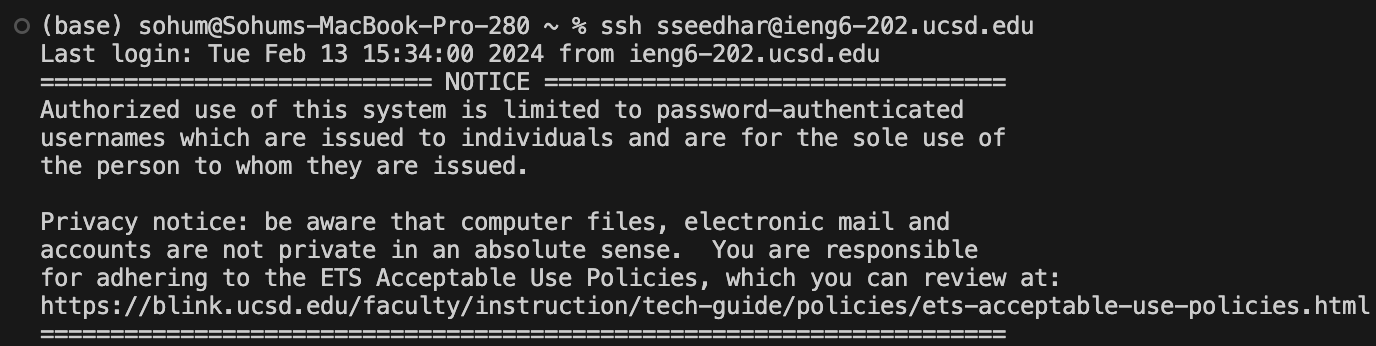 (base) sohum@Sohums-MacBook-Pro-280 ~ % ssh sseedhar@ieng6-202.ucsd.edu
Last login: Tue Feb 13 15:34:00 2024 from ieng6-202.ucsd.edu
============================ NOTICE =================================
Authorized use of this system is limited to password-authenticated
usernames which are issued to individuals and are for the sole use of
the person to whom they are issued.

Privacy notice: be aware that computer files, electronic mail and
accounts are not private in an absolute sense.  You are responsible
for adhering to the ETS Acceptable Use Policies, which you can review at:
https://blink.ucsd.edu/faculty/instruction/tech-guide/policies/ets-acceptable-use-policies.html
=====================================================================